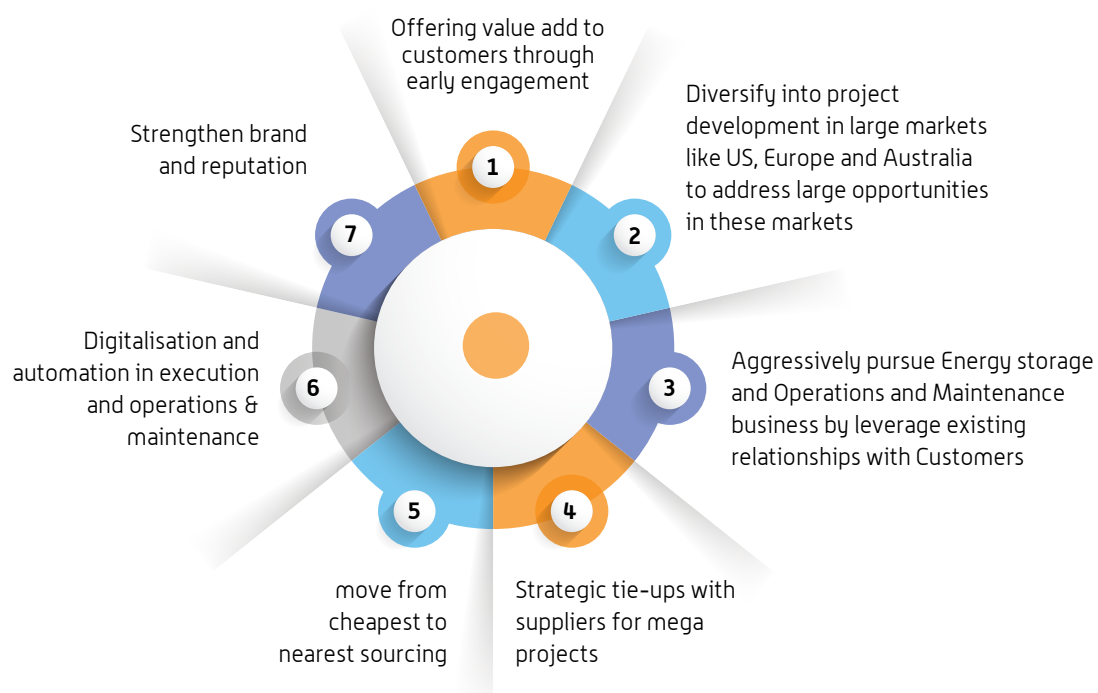 1
Offering value add to
customers through
early engagement
2
Diversify into project
development in large markets
like US, Europe and Australia
to address large opportunities
in these markets
3
Aggressively pursue Energy storage
and Operations and Maintenance
business by leverage existing
relationships with Customers
4
Strategic tie-ups with
suppliers for mega
projects
5
move from
cheapest to
nearest sourcing
6
Digitalisation and
automation in execution
and operations &
maintenance
7
Strengthen brand
and reputation